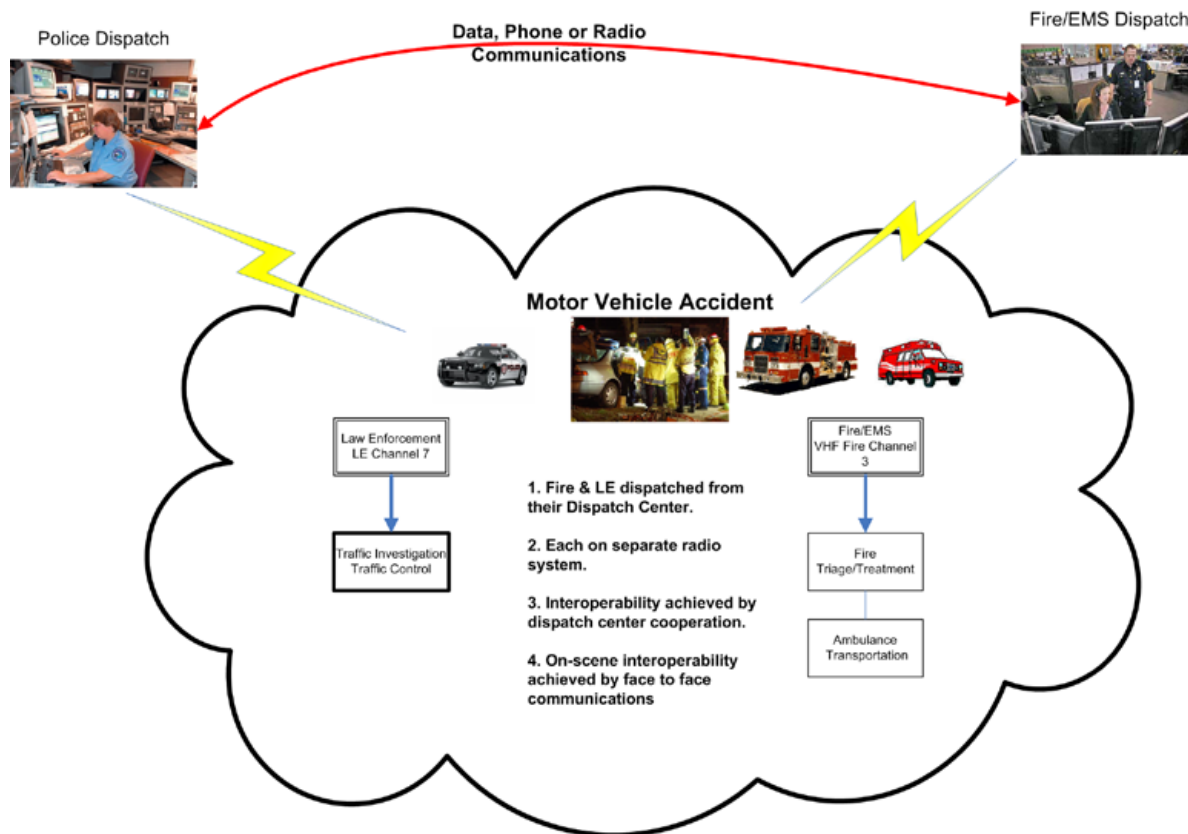 Police Dispatch
Data, Phone or Radio
Communications
Fire/EMS Dispatch
Motor Vehicle Accident
Law Enforcement
LE Channel 7
Traffic Investigation
Traffic Control
1. Fire & LE dispatched from
their Dispatch Center.
2. Each on separate radio
system.
3. Interoperability achieved by
dispatch center cooperation.
4. On-scene interoperability
achieved by face to face
communications
Fire/EMS
VHF Fire Channel
3
Fire
Triage/Treatment
Ambulance
Transportation